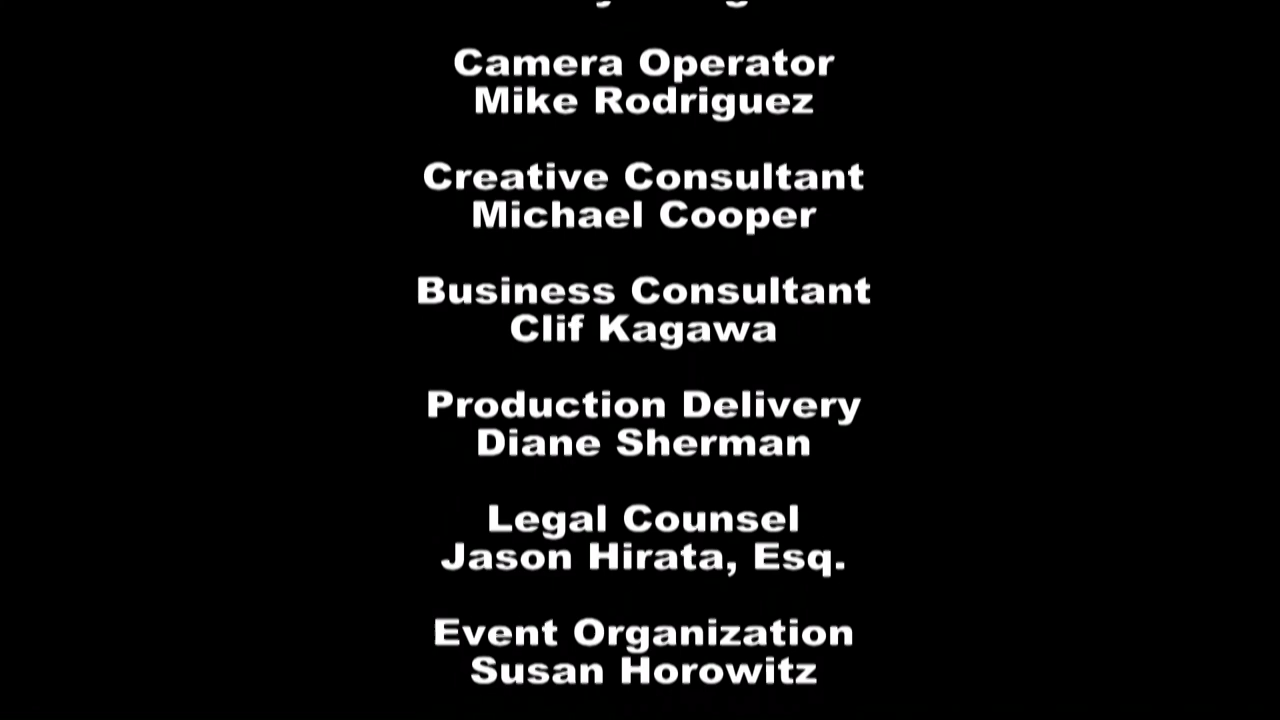 Camera Operator
Mike Rodriguez
Creative Consultant
Michael Cooper
Business Consultant
Clif Kagawa
Production Delivery
Diane Sherman
Legal Counsel
Jason Hirata, Esq.
Event Organization
Susan Horowitz